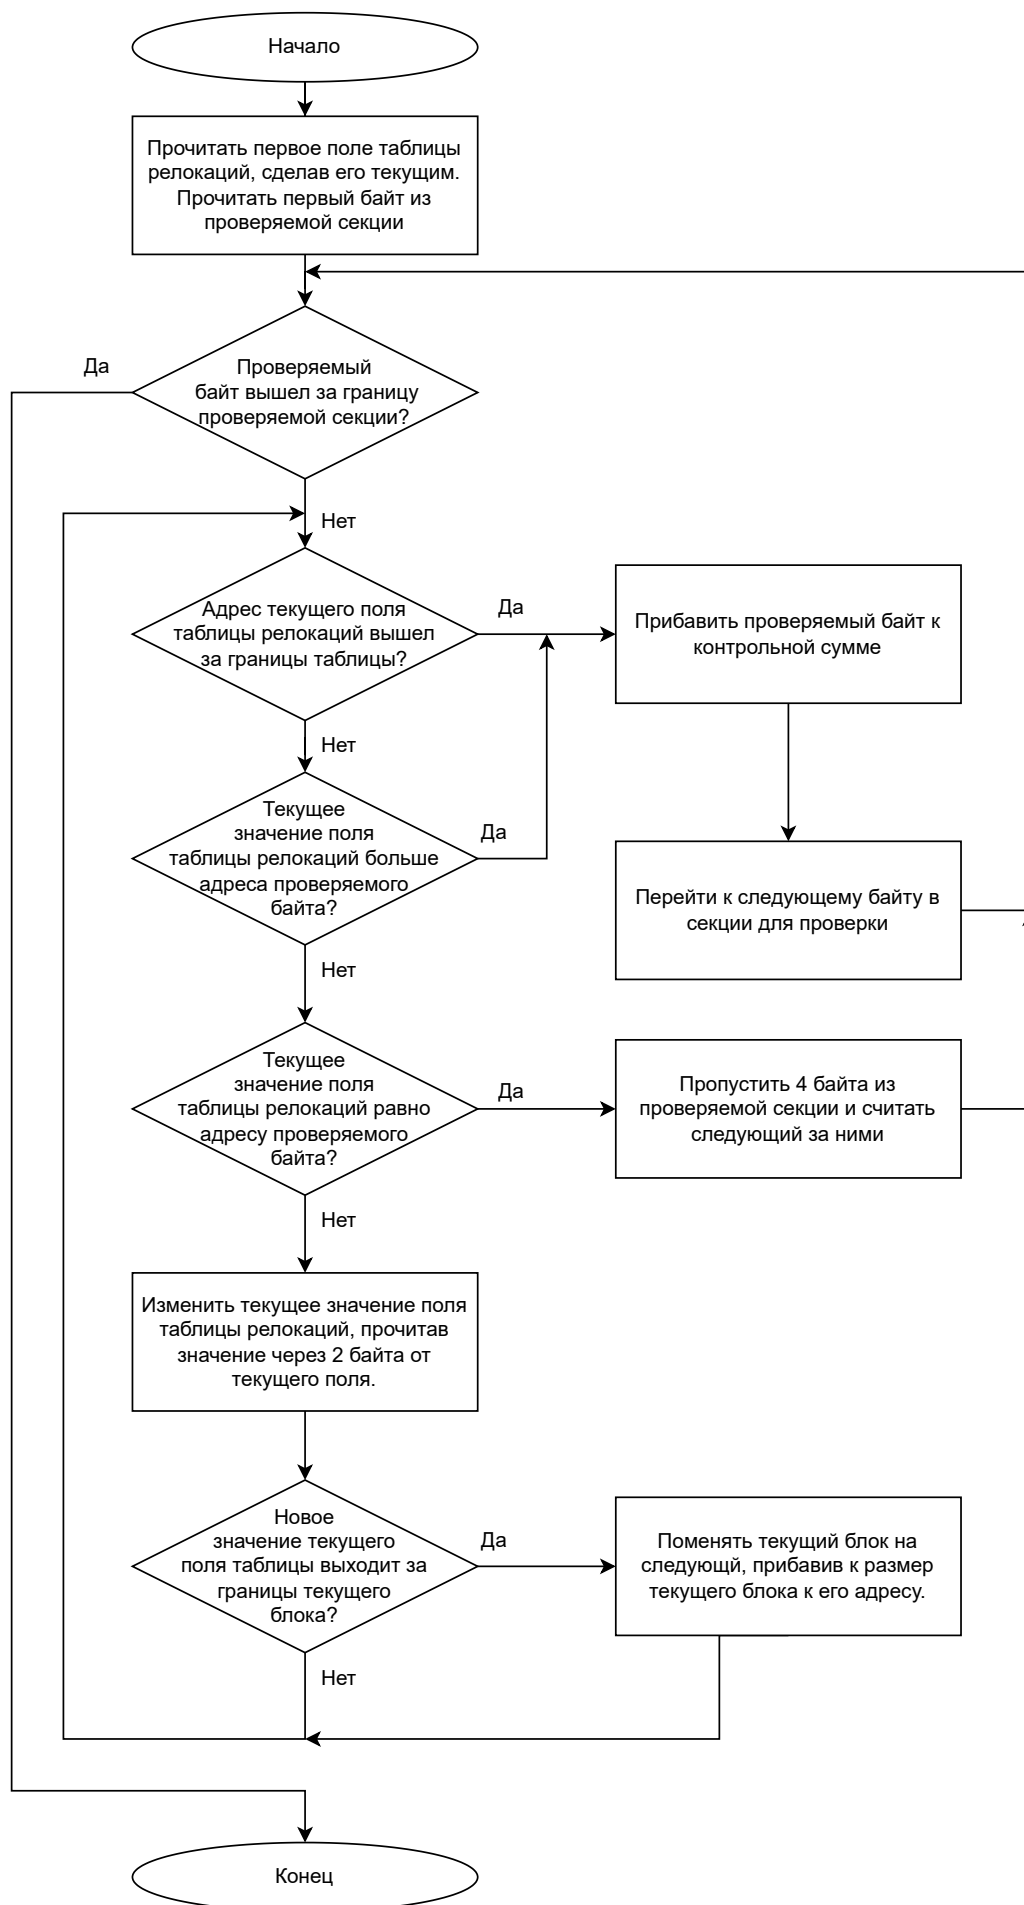 Начало
Прочитать первое поле таблицы
релокаций, сделав его текущим.
Прочитать первый байт из
проверяемой секции
Да
Проверяемый
байт вышел за границу
проверяемой секции?
Нет
Адрес текущего поля
таблицы релокаций вышел
за границы таблицы?
Да
Прибавить проверяемый байт к
контрольной сумме
Нет
Текущее
значение поля
таблицы релокаций больше
адреса проверяемого
байта?
Да
Перейти к следующему байту в
секции для проверки
Нет
Текущее
значение поля
таблицы релокаций равно
адресу проверяемого
байта?
Да
Пропустить 4 байта из
проверяемой секции и считать
следующий за ними
Нет
Изменить текущее значение поля
таблицы релокаций, прочитав
значение через 2 байта от
текущего поля.
Новое
значение текущего
поля таблицы выходит за
границы текущего
блока?
Да
Поменять текущий блок на
следующй, прибавив к размер
текущего блока к его адресу.
Нет
Конец